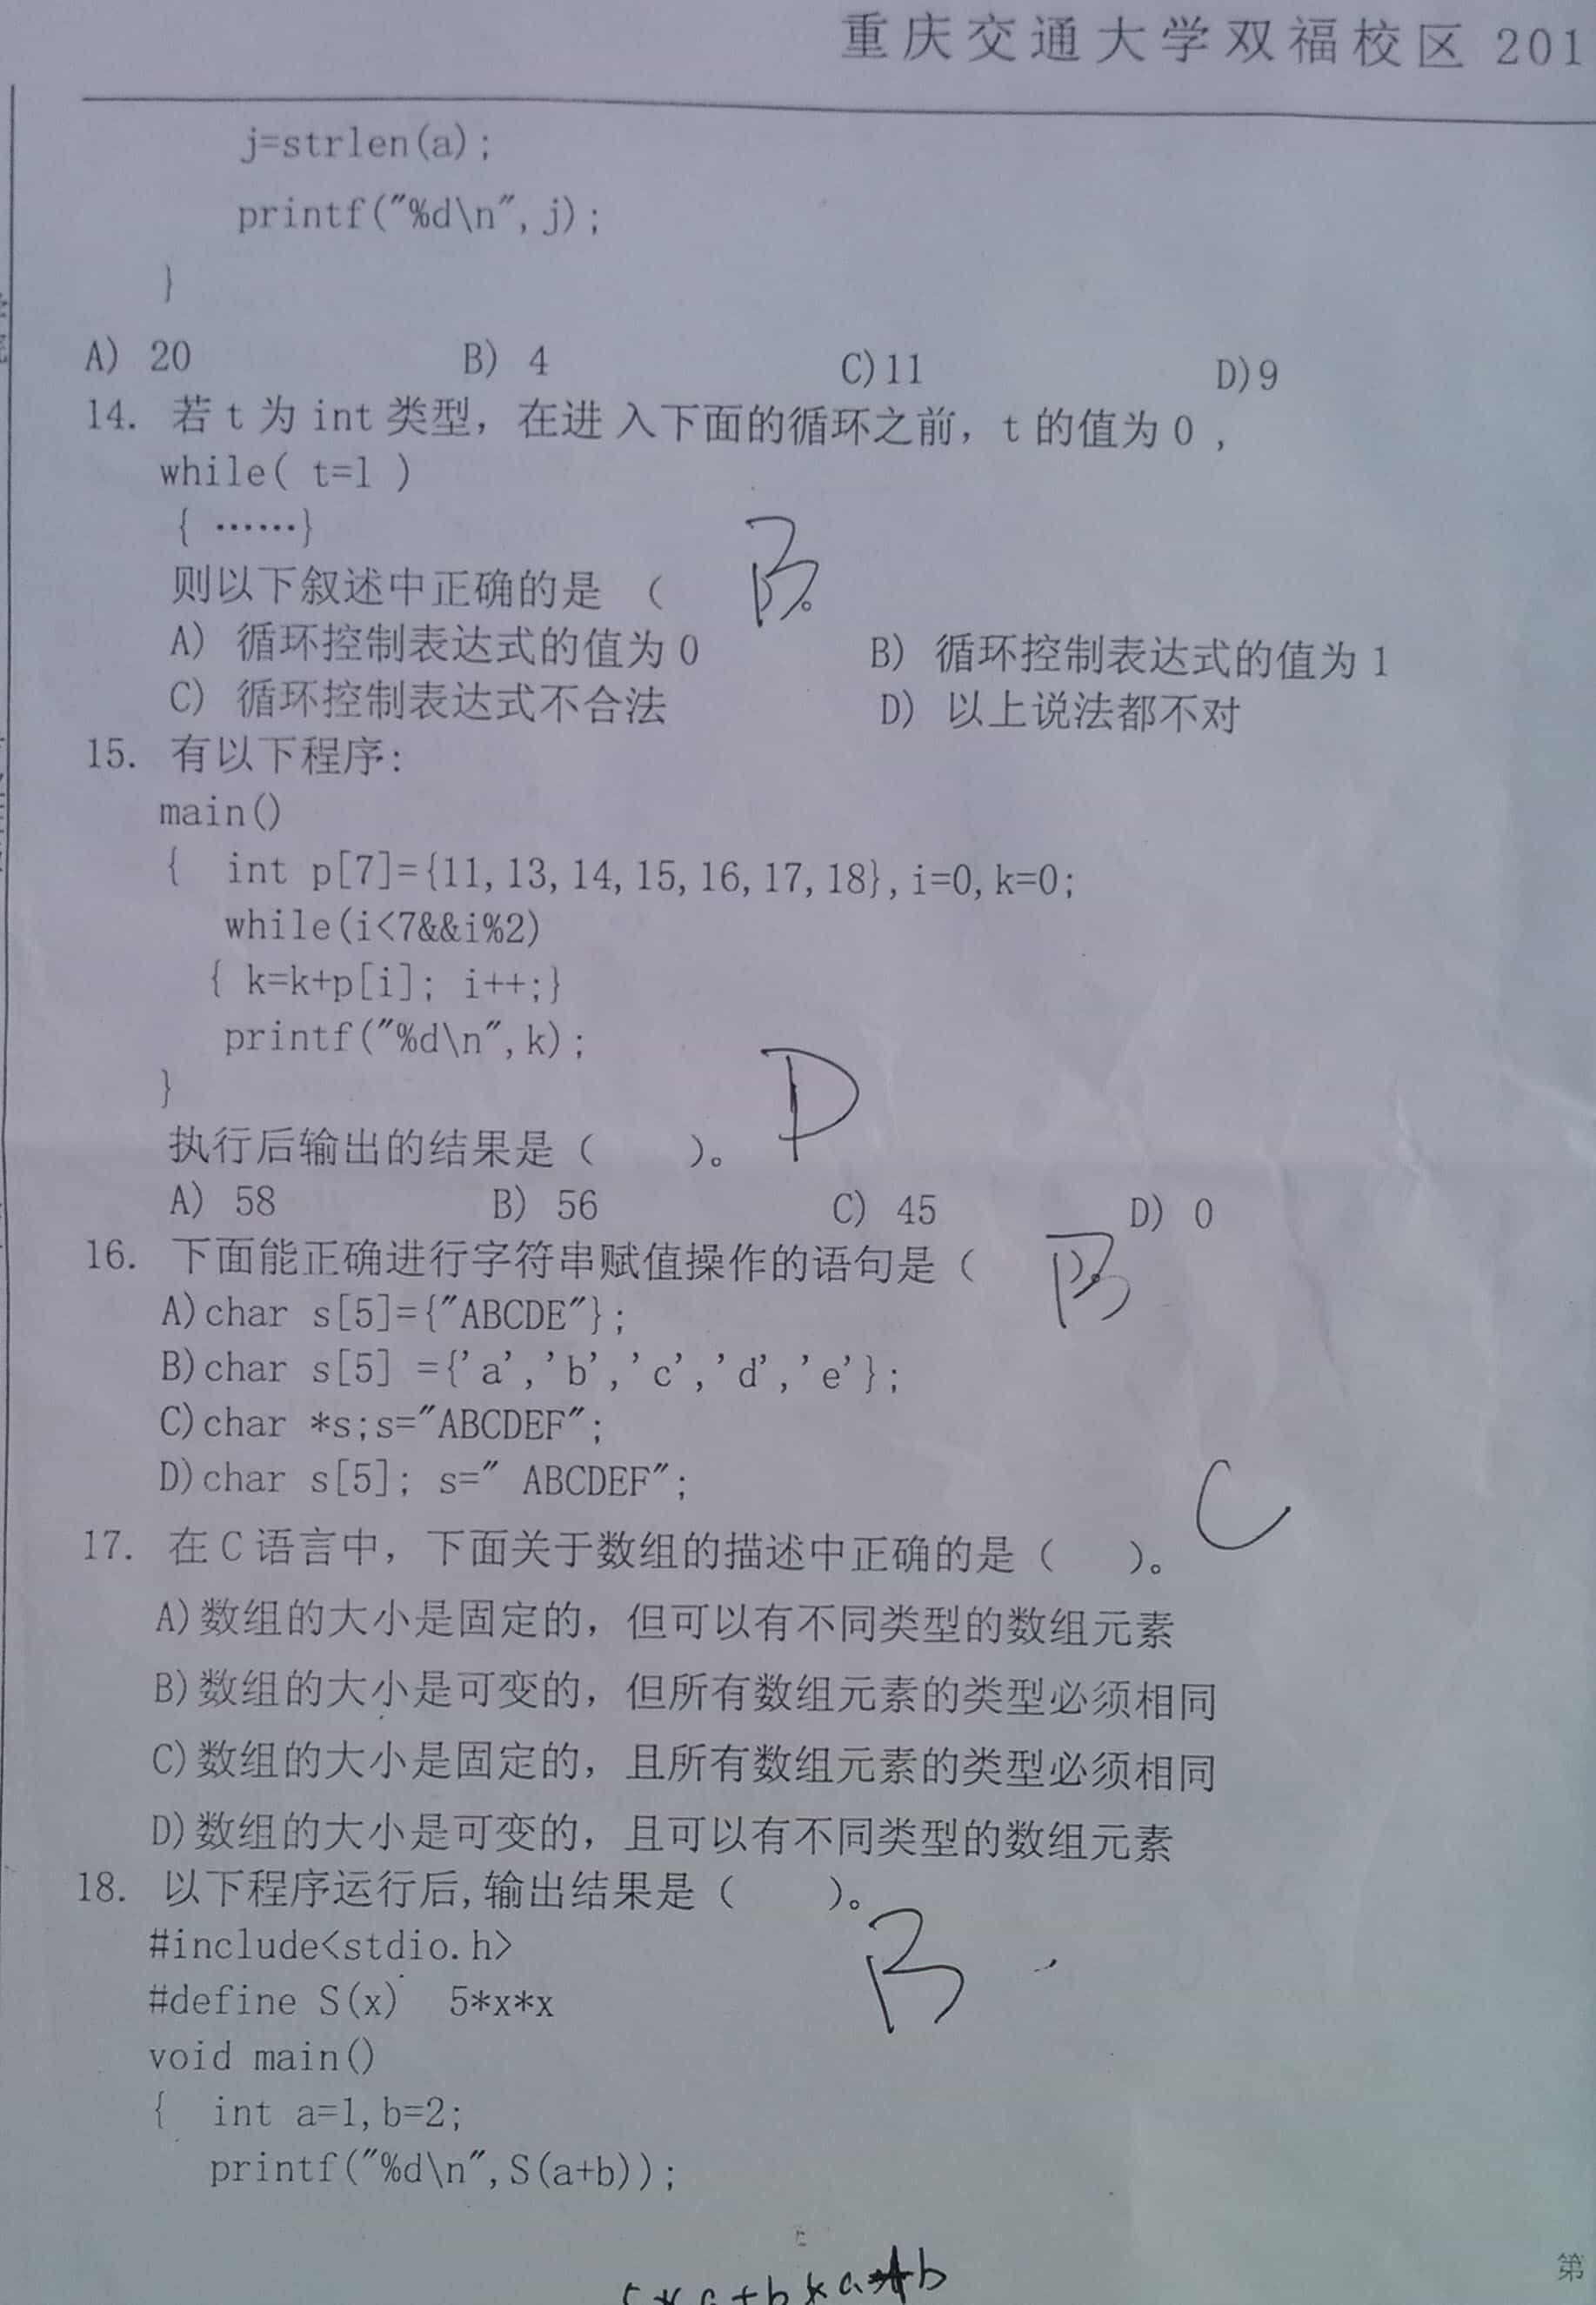 重庆交通大学双福校区 201
j=strlen(a);
printf("%d\n",j);
}
A) 20 B) 4 C)11 D)9
14. 若 t 为 int 类型，在进 入下面的循环之前，t 的值为 0 ,
while( t=1 )
{ ……}
则以下叙述中正确的是 （ B 。
A) 循环控制表达式的值为 0 B) 循环控制表达式的值为 1
C) 循环控制表达式不合法 D) 以上说法都不对
15. 有以下程序:
main()
{ int p[7]={11,13,14,15,16,17,18},i=0,k=0;
while(i<7&&i%2)
{ k=k+p[i]; i++;}
printf("%d\n",k);
}
执行后输出的结果是（ ）。 D
A) 58 B) 56 C) 45 D) 0
16. 下面能正确进行字符串赋值操作的语句是（ B
A)char s[5]={"ABCDE"};
B)char s[5] ={'a','b','c','d','e'};
C)char *s;s="ABCDEF";
D)char s[5]; s=" ABCDEF";
17. 在 C 语言中，下面关于数组的描述中正确的是（ ）。 C
A)数组的大小是固定的，但可以有不同类型的数组元素
B)数组的大小是可变的，但所有数组元素的类型必须相同
C)数组的大小是固定的，且所有数组元素的类型必须相同
D)数组的大小是可变的，且可以有不同类型的数组元素
18. 以下程序运行后,输出结果是（ ）。 B
#include<stdio.h>
#define S(x) 5*x*x
void main()
{ int a=1,b=2;
printf("%d\n",S(a+b));
5*a+b*a+b
第